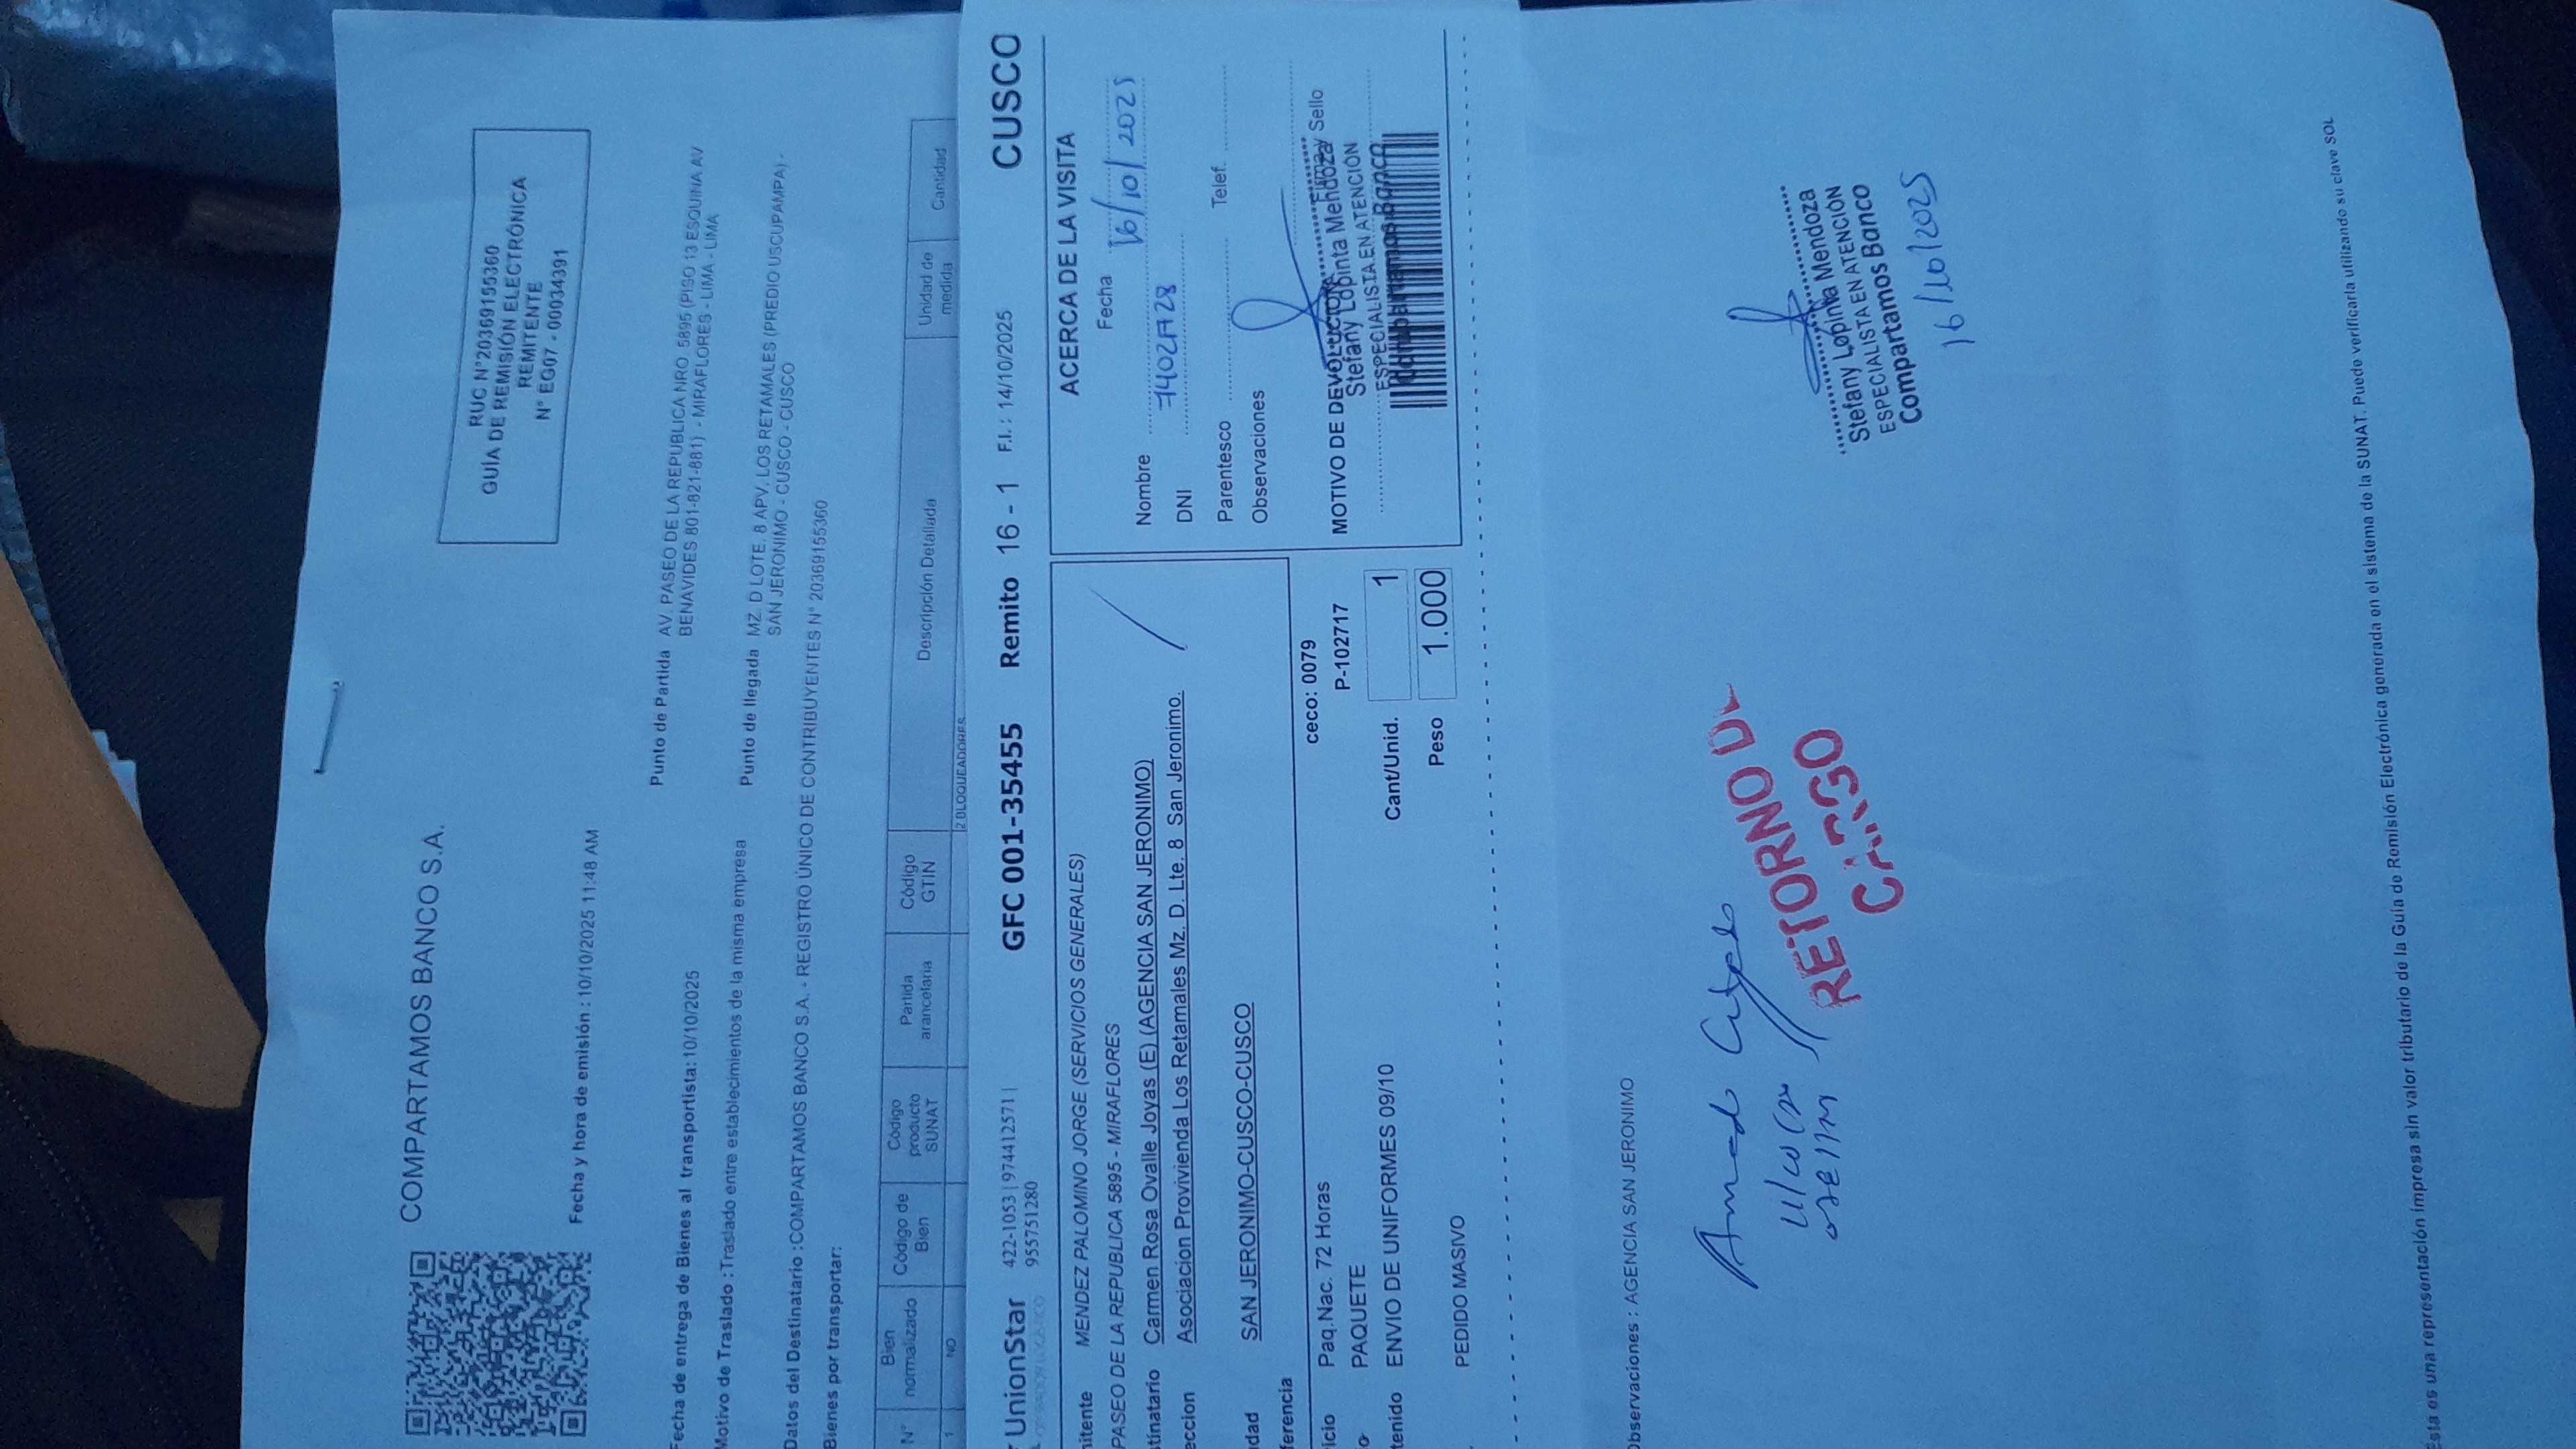 COMPARTAMOS BANCO S.A.
RUC N°20369155360
GUÍA DE REMISIÓN ELECTRÓNICA
REMITENTE
N° EG07 - 00034391
Fecha y hora de emisión : 10/10/2025 11:48 AM
Fecha de entrega de Bienes al transportista: 10/10/2025
Punto de Partida AV. PASEO DE LA REPUBLICA NRO 5895 (PISO 13 ESQUINA AV
BENAVIDES 801-821-881) - MIRAFLORES - LIMA - LIMA
Motivo de Traslado : Traslado entre establecimientos de la misma empresa
Punto de llegada MZ. D LOTE. 8 APV. LOS RETAMALES (PREDIO USCUPAMPA) -
SAN JERONIMO - CUSCO - CUSCO
Datos del Destinatario : COMPARTAMOS BANCO S.A. - REGISTRO ÚNICO DE CONTRIBUYENTES N° 20369155360
Bienes por transportar:
N° Bien normalizado Código de Bien Código producto SUNAT Partida arancelaria Código GTIN Descripción Detallada Unidad de medida Cantidad
1 NO 2 BLOQUEADORES
UnionStar 422-1053 | 974412571 |
955751280
GFC 001-35455 Remito 16 - 1 F.I. : 14/10/2025 CUSCO
mitente MENDEZ PALOMINO JORGE (SERVICIOS GENERALES)
PASEO DE LA REPUBLICA 5895 - MIRAFLORES
stinatario Carmen Rosa Ovalle Joyas (E) (AGENCIA SAN JERONIMO)
eccion Asociacion Provivienda Los Retamales Mz. D. Lte. 8 San Jeronimo.
dad SAN JERONIMO-CUSCO-CUSCO
ferencia
icio Paq.Nac. 72 Horas
ceco: 0079
o PAQUETE
P-102717
tenido ENVIO DE UNIFORMES 09/10
Cant/Unid. 1
Peso 1.000
PEDIDO MASIVO
ACERCA DE LA VISITA
Fecha 16/10/2025
Nombre
DNI 7402A728
Parentesco Telef.
Observaciones
Firma y Sello
MOTIVO DE DEVOLUCION
Stefany Lopinta Mendoza
ESPECIALISTA EN ATENCIÓN
Compartamos Banco
Observaciones : AGENCIA SAN JERONIMO
Amado
RETORNO DE
CARGO
Stefany Lopinta Mendoza
ESPECIALISTA EN ATENCIÓN
Compartamos Banco
16/10/2025
Esta es una representación impresa sin valor tributario de la Guía de Remisión Electrónica generada en el sistema de la SUNAT. Puede verificarla utilizando su clave SOL